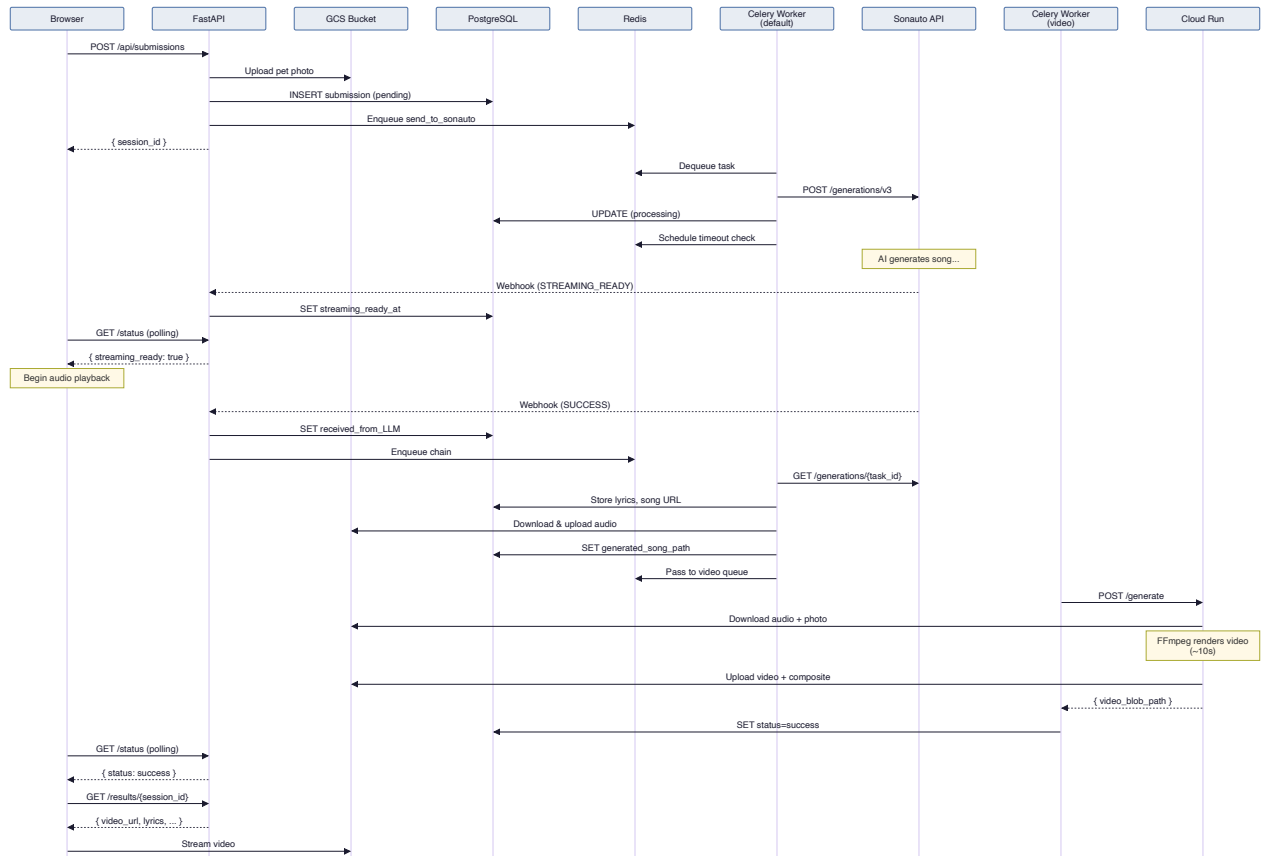 Browser
FastAPI
GCS Bucket
PostgreSQL
Redis
Celery Worker
(default)
Sonauto API
Celery Worker
(video)
Cloud Run
POST /api/submissions
Upload pet photo
INSERT submission (pending)
Enqueue send_to_sonauto
{ session_id }
Dequeue task
POST /generations/v3
UPDATE (processing)
Schedule timeout check
AI generates song...
Webhook (STREAMING_READY)
SET streaming_ready_at
GET /status (polling)
{ streaming_ready: true }
Begin audio playback
Webhook (SUCCESS)
SET received_from_LLM
Enqueue chain
GET /generations/{task_id}
Store lyrics, song URL
Download & upload audio
SET generated_song_path
Pass to video queue
POST /generate
Download audio + photo
FFmpeg renders video
(~10s)
Upload video + composite
{ video_blob_path }
SET status=success
GET /status (polling)
{ status: success }
GET /results/{session_id}
{ video_url, lyrics, ... }
Stream video